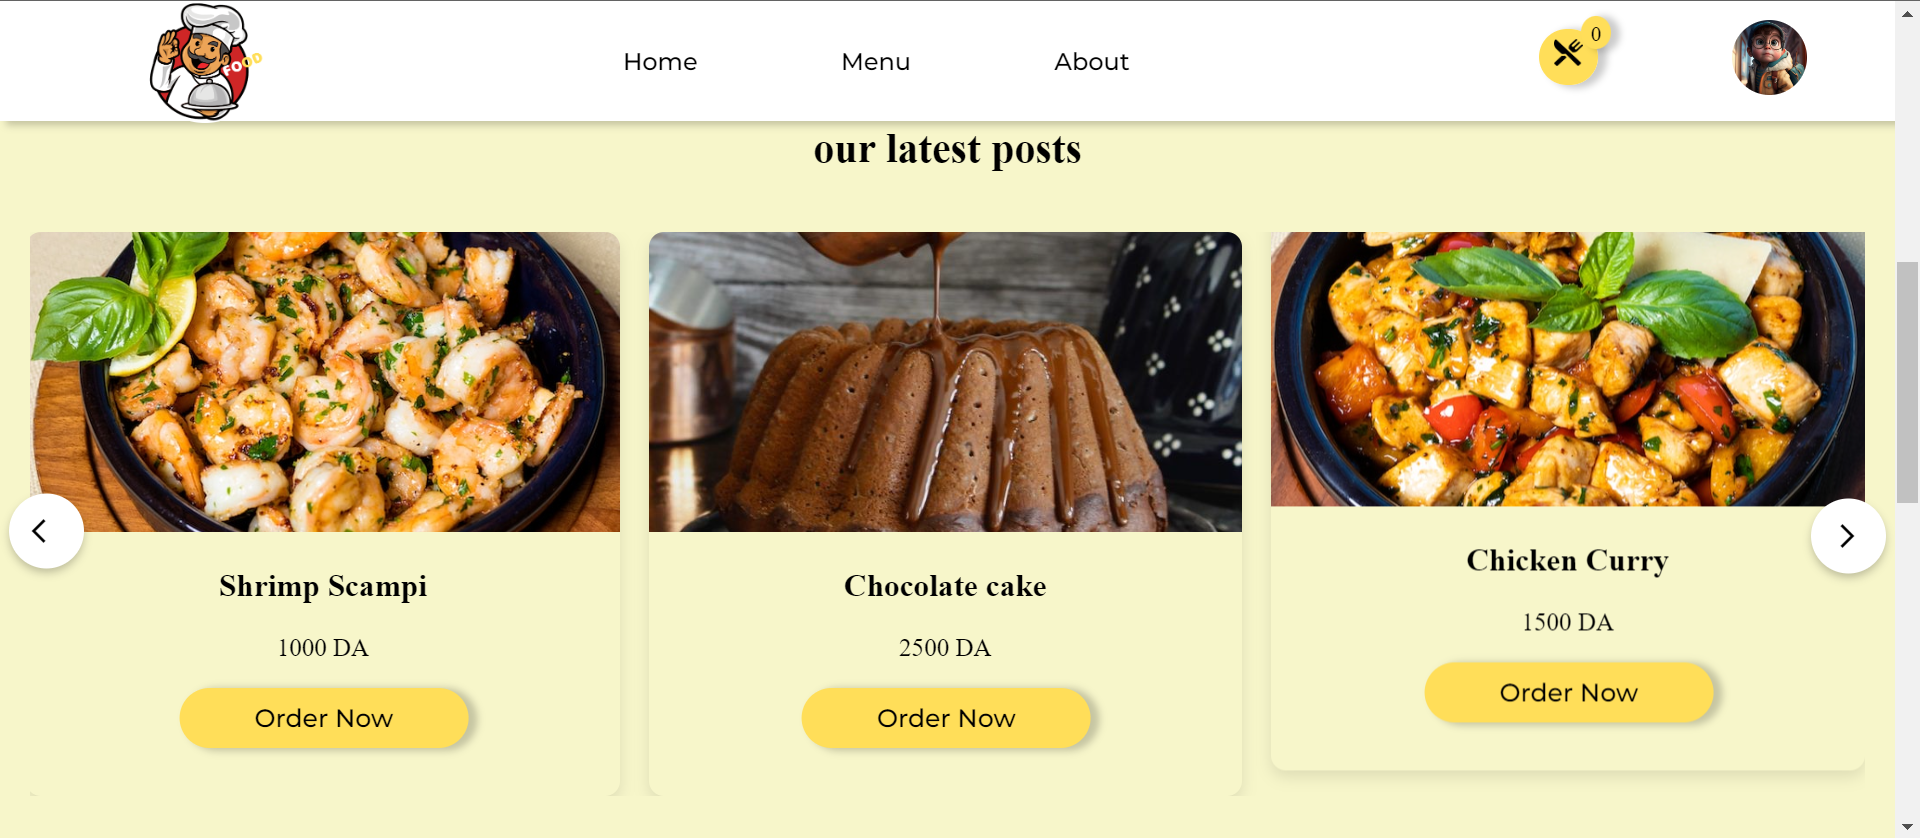 FOOD
Home
Menu
About
0
our latest posts
Shrimp Scampi
1000 DA
Order Now
Chocolate cake
2500 DA
Order Now
Chicken Curry
1500 DA
Order Now